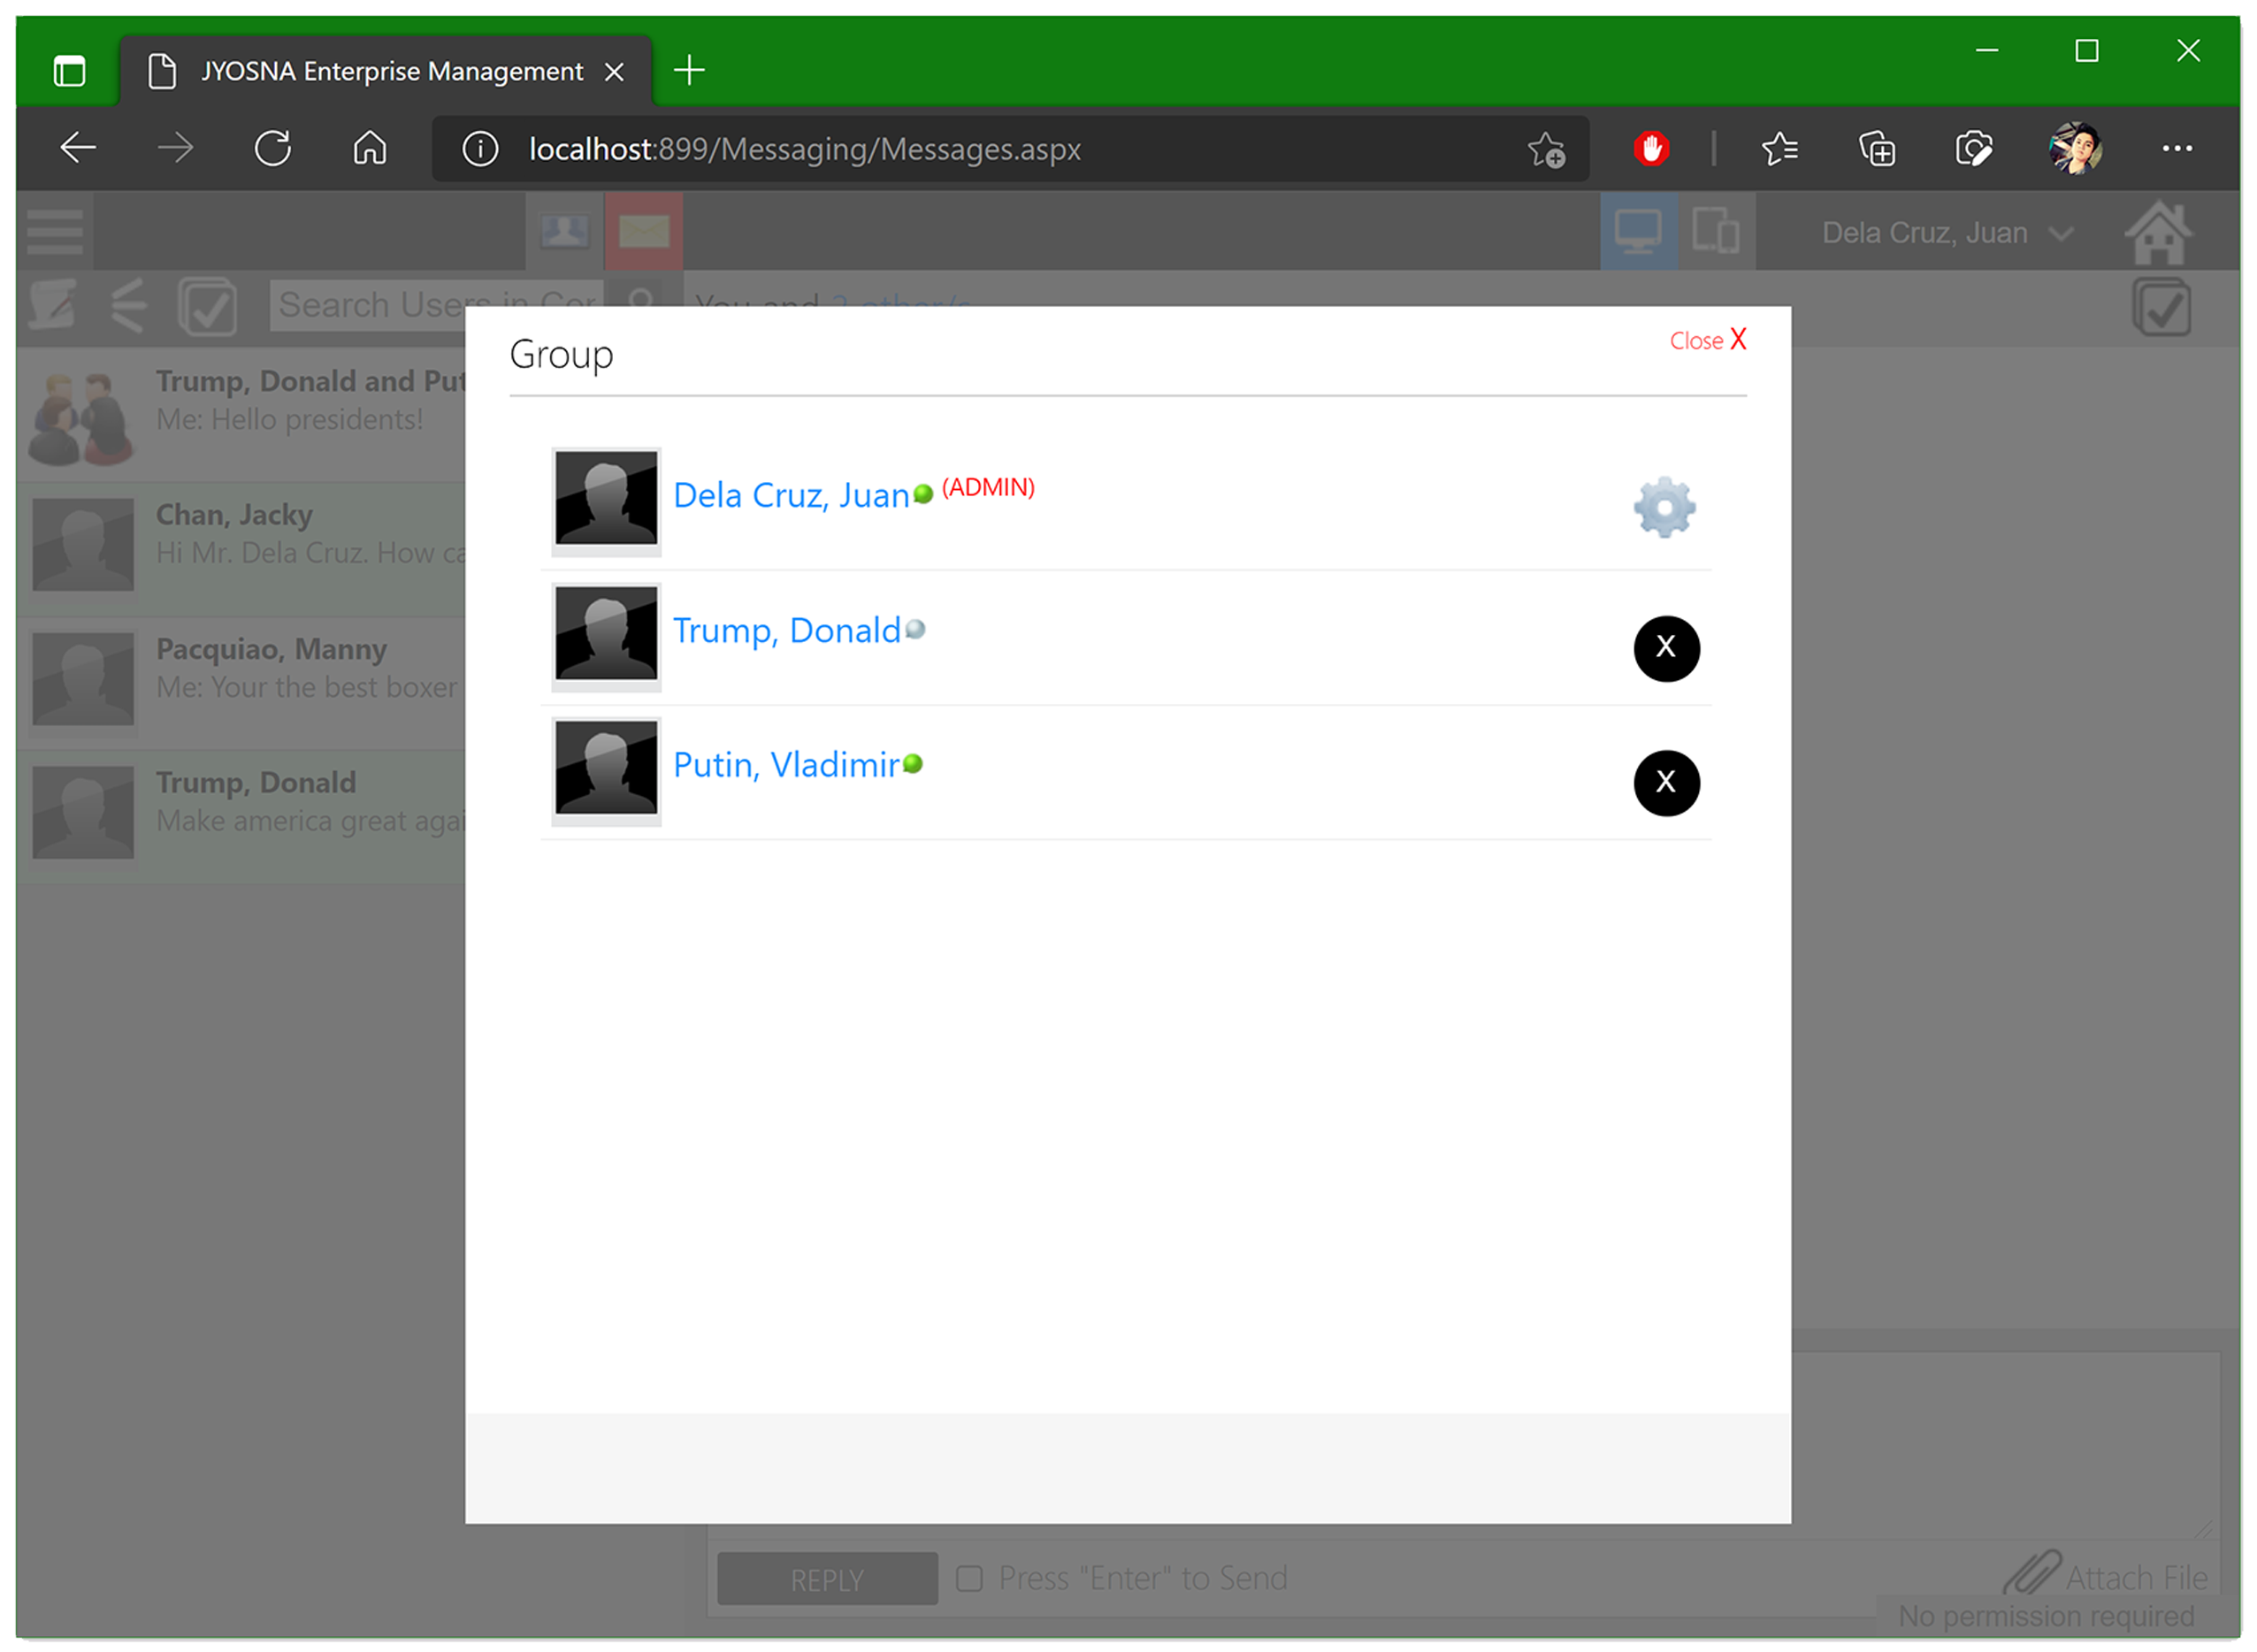 JYOSNA Enterprise Management
localhost:899/Messaging/Messages.aspx
Dela Cruz, Juan
Search Users in Cor
You and 2 other/s
Group
Close X
Trump, Donald and Put
Me: Hello presidents!
Dela Cruz, Juan (ADMIN)
Chan, Jacky
Hi Mr. Dela Cruz. How ca
Trump, Donald
X
Pacquiao, Manny
Me: Your the best boxer
Putin, Vladimir
X
Trump, Donald
Make america great agai
REPLY
Press "Enter" to Send
Attach File
No permission required